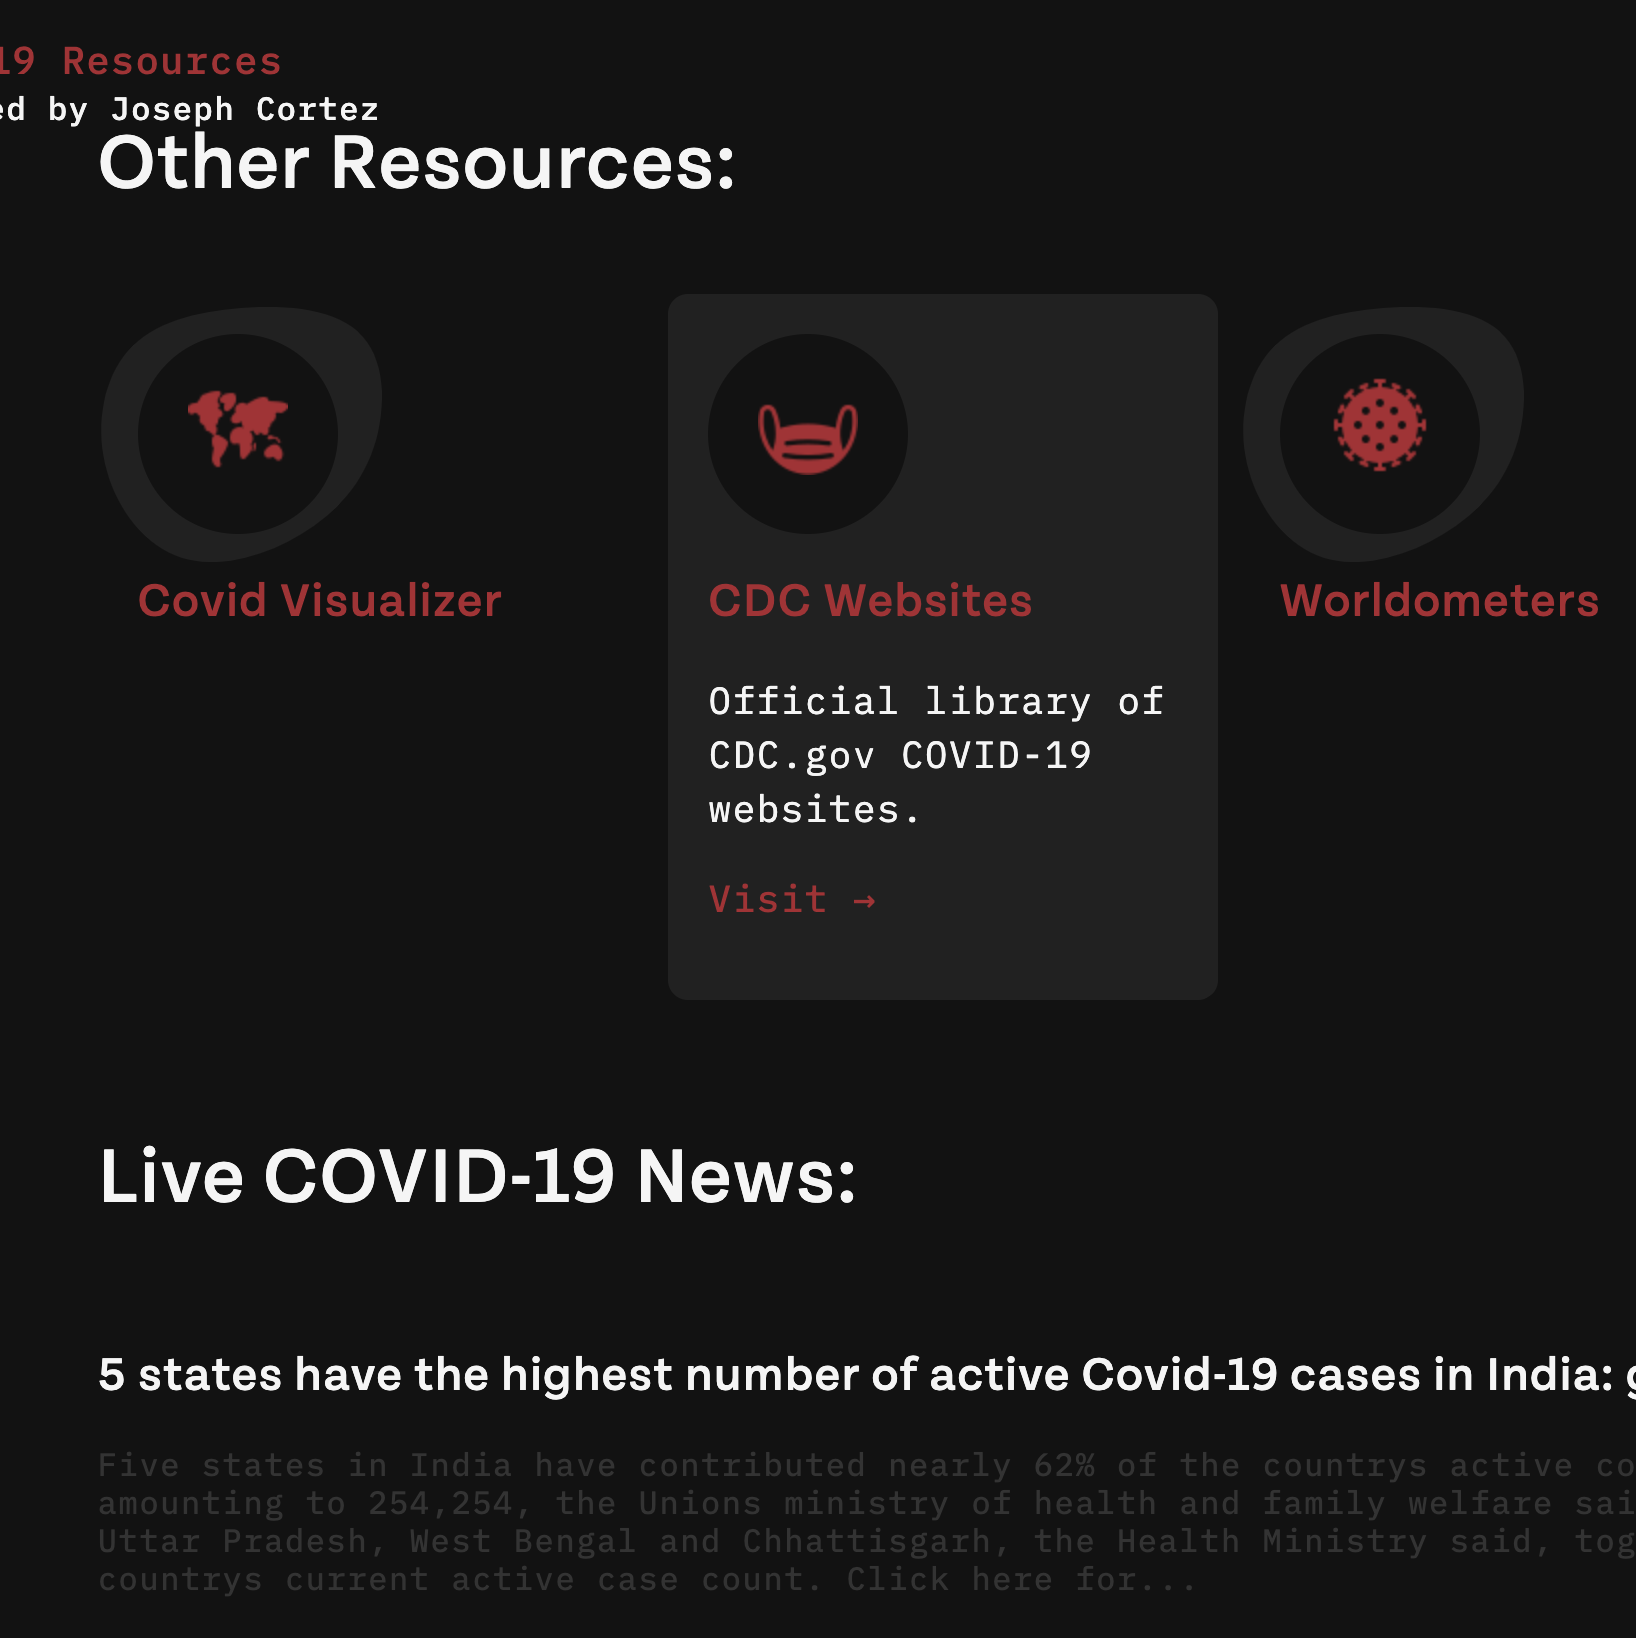 19 Resources
ed by Joseph Cortez
Other Resources:
Covid Visualizer
CDC Websites
Worldometers
Official library of
CDC.gov COVID-19
websites.
Visit →
Live COVID-19 News:
5 states have the highest number of active Covid-19 cases in India:
Five states in India have contributed nearly 62% of the countrys active co
amounting to 254,254, the Unions ministry of health and family welfare sai
Uttar Pradesh, West Bengal and Chhattisgarh, the Health Ministry said, tog
countrys current active case count. Click here for...